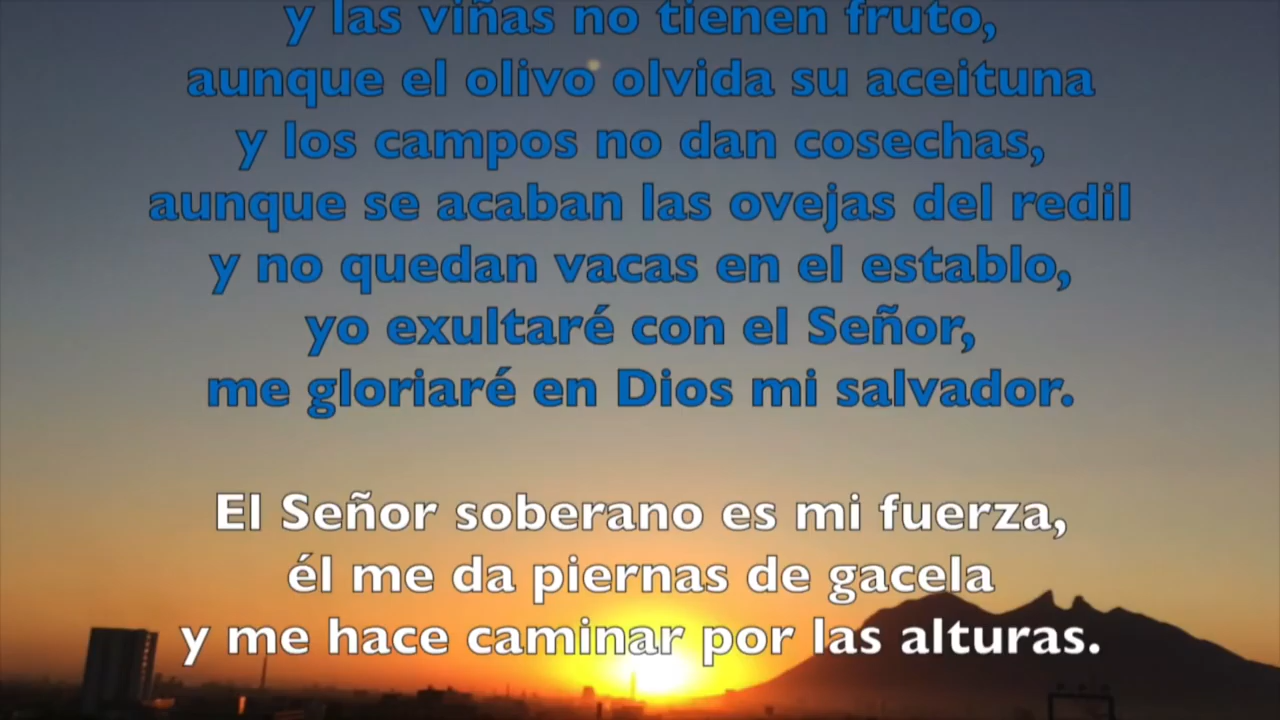 y las viñas no tienen fruto,
aunque el olivo olvida su aceituna
y los campos no dan cosechas,
aunque se acaban las ovejas del redil
y no quedan vacas en el establo,
yo exultaré con el Señor,
me gloriaré en Dios mi salvador.
El Señor soberano es mi fuerza,
él me da piernas de gacela
y me hace caminar por las alturas.